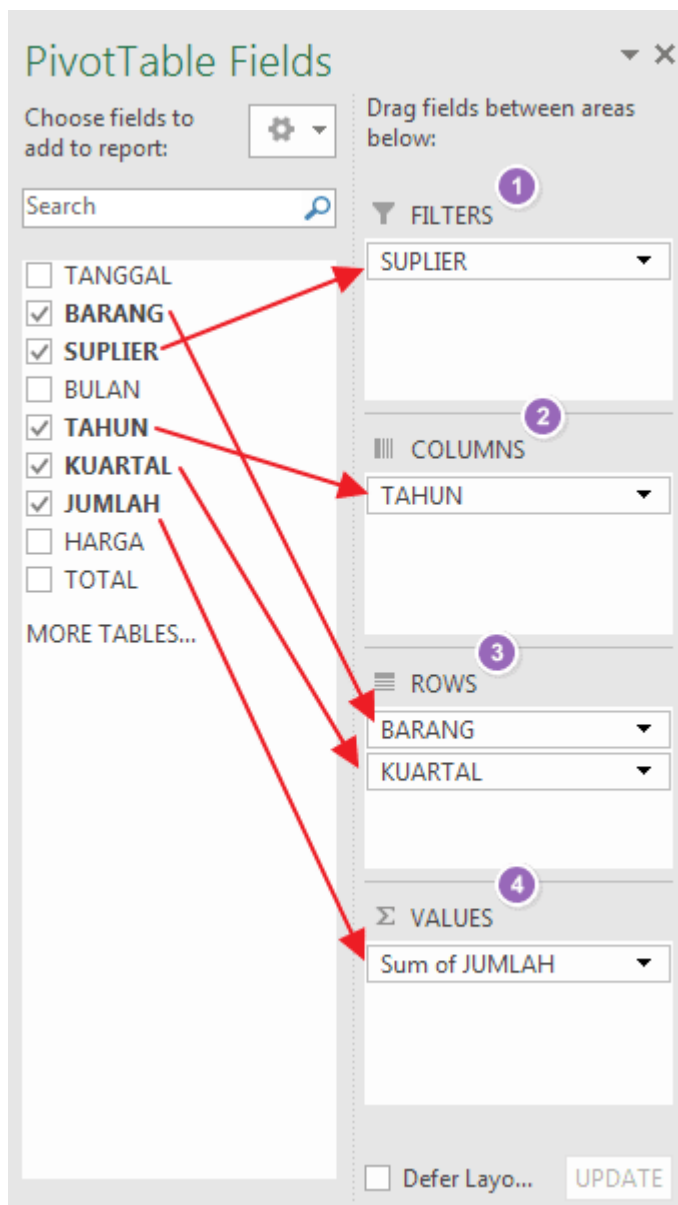 PivotTable Fields
Choose fields to
add to report:
Search
TANGGAL
BARANG
SUPLIER
BULAN
TAHUN
KUARTAL
JUMLAH
HARGA
TOTAL
MORE TABLES...
Drag fields between areas
below:
1
FILTERS
SUPLIER
2
COLUMNS
TAHUN
3
ROWS
BARANG
KUARTAL
4
Σ VALUES
Sum of JUMLAH
Defer Layo...
UPDATE